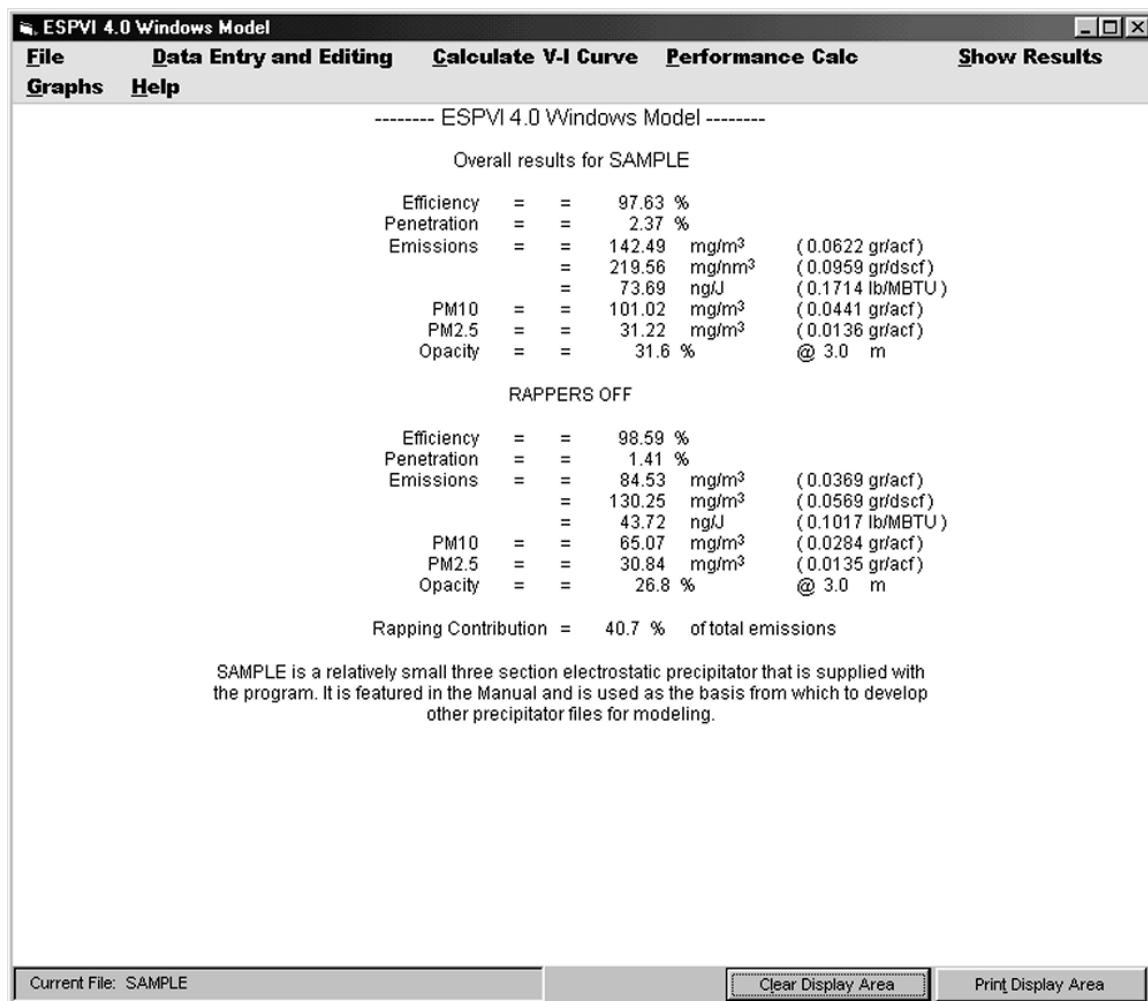 ESPVI 4.0 Windows Model
File Data Entry and Editing Calculate V-I Curve Performance Calc Show Results
Graphs Help
-------- ESPVI 4.0 Windows Model --------
Overall results for SAMPLE
Efficiency = = 97.63 %
Penetration = = 2.37 %
Emissions = = 142.49 mg/m³ ( 0.0622 gr/acf)
= 219.56 mg/nm³ ( 0.0959 gr/dscf)
= 73.69 ng/J ( 0.1714 lb/MBTU )
PM10 = = 101.02 mg/m³ ( 0.0441 gr/acf)
PM2.5 = = 31.22 mg/m³ ( 0.0136 gr/acf)
Opacity = = 31.6 % @ 3.0 m
RAPPERS OFF
Efficiency = = 98.59 %
Penetration = = 1.41 %
Emissions = = 84.53 mg/m³ ( 0.0369 gr/acf)
= 130.25 mg/nm³ ( 0.0569 gr/dscf)
= 43.72 ng/J ( 0.1017 lb/MBTU )
PM10 = = 65.07 mg/m³ ( 0.0284 gr/acf)
PM2.5 = = 30.84 mg/m³ ( 0.0135 gr/acf)
Opacity = = 26.8 % @ 3.0 m
Rapping Contribution = 40.7 % of total emissions
SAMPLE is a relatively small three section electrostatic precipitator that is supplied with
the program. It is featured in the Manual and is used as the basis from which to develop
other precipitator files for modeling.
Current File: SAMPLE Clear Display Area Print Display Area